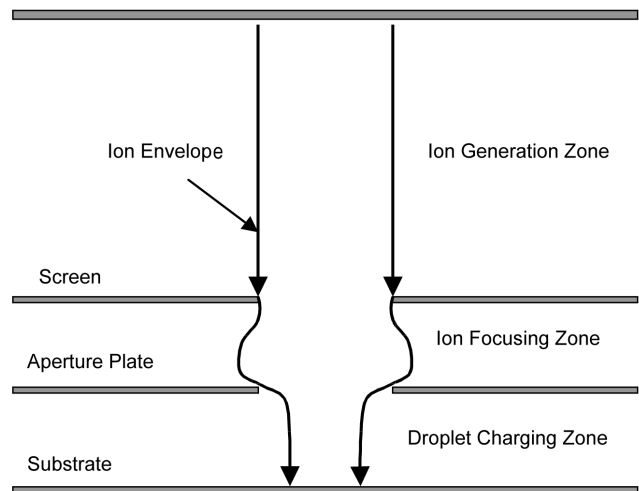 Ion Envelope
Ion Generation Zone
Screen
Ion Focusing Zone
Aperture Plate
Droplet Charging Zone
Substrate